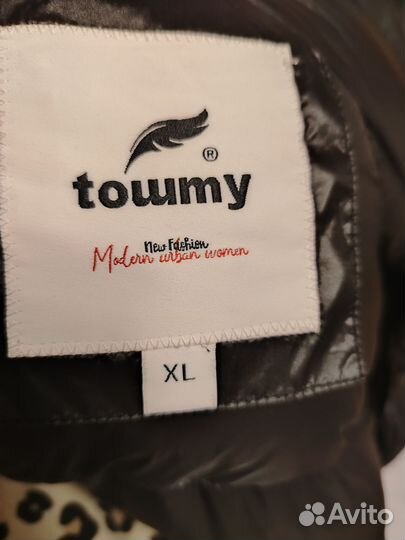 ®
towmy
New Fashion
Modern urban women
XL
Avito